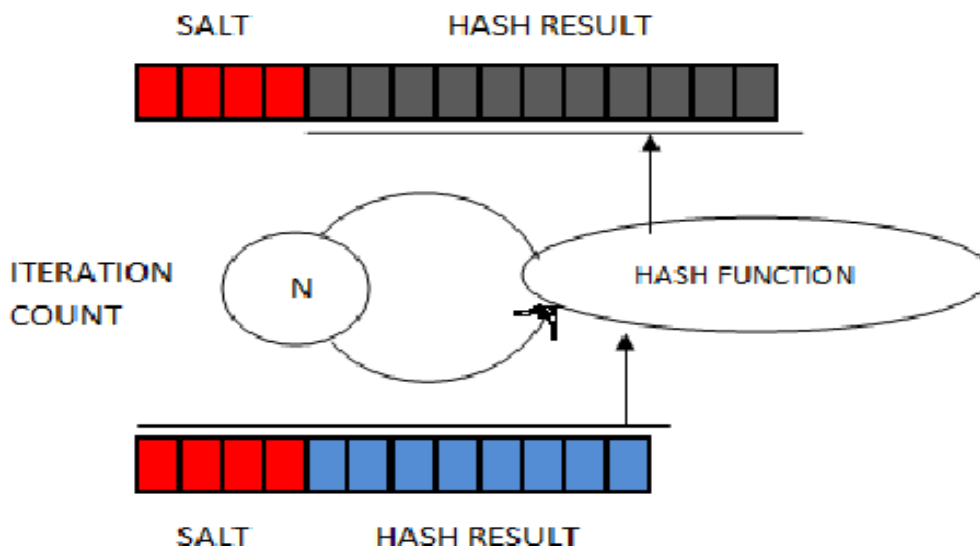 SALT HASH RESULT
ITERATION
COUNT
N
HASH FUNCTION
SALT HASH RESULT